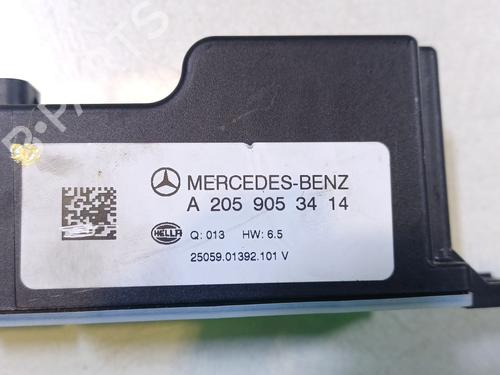 MERCEDES-BENZ
A 205 905 34 14
HELLA
Q: 013 HW: 6.5
25059.01392.101 V